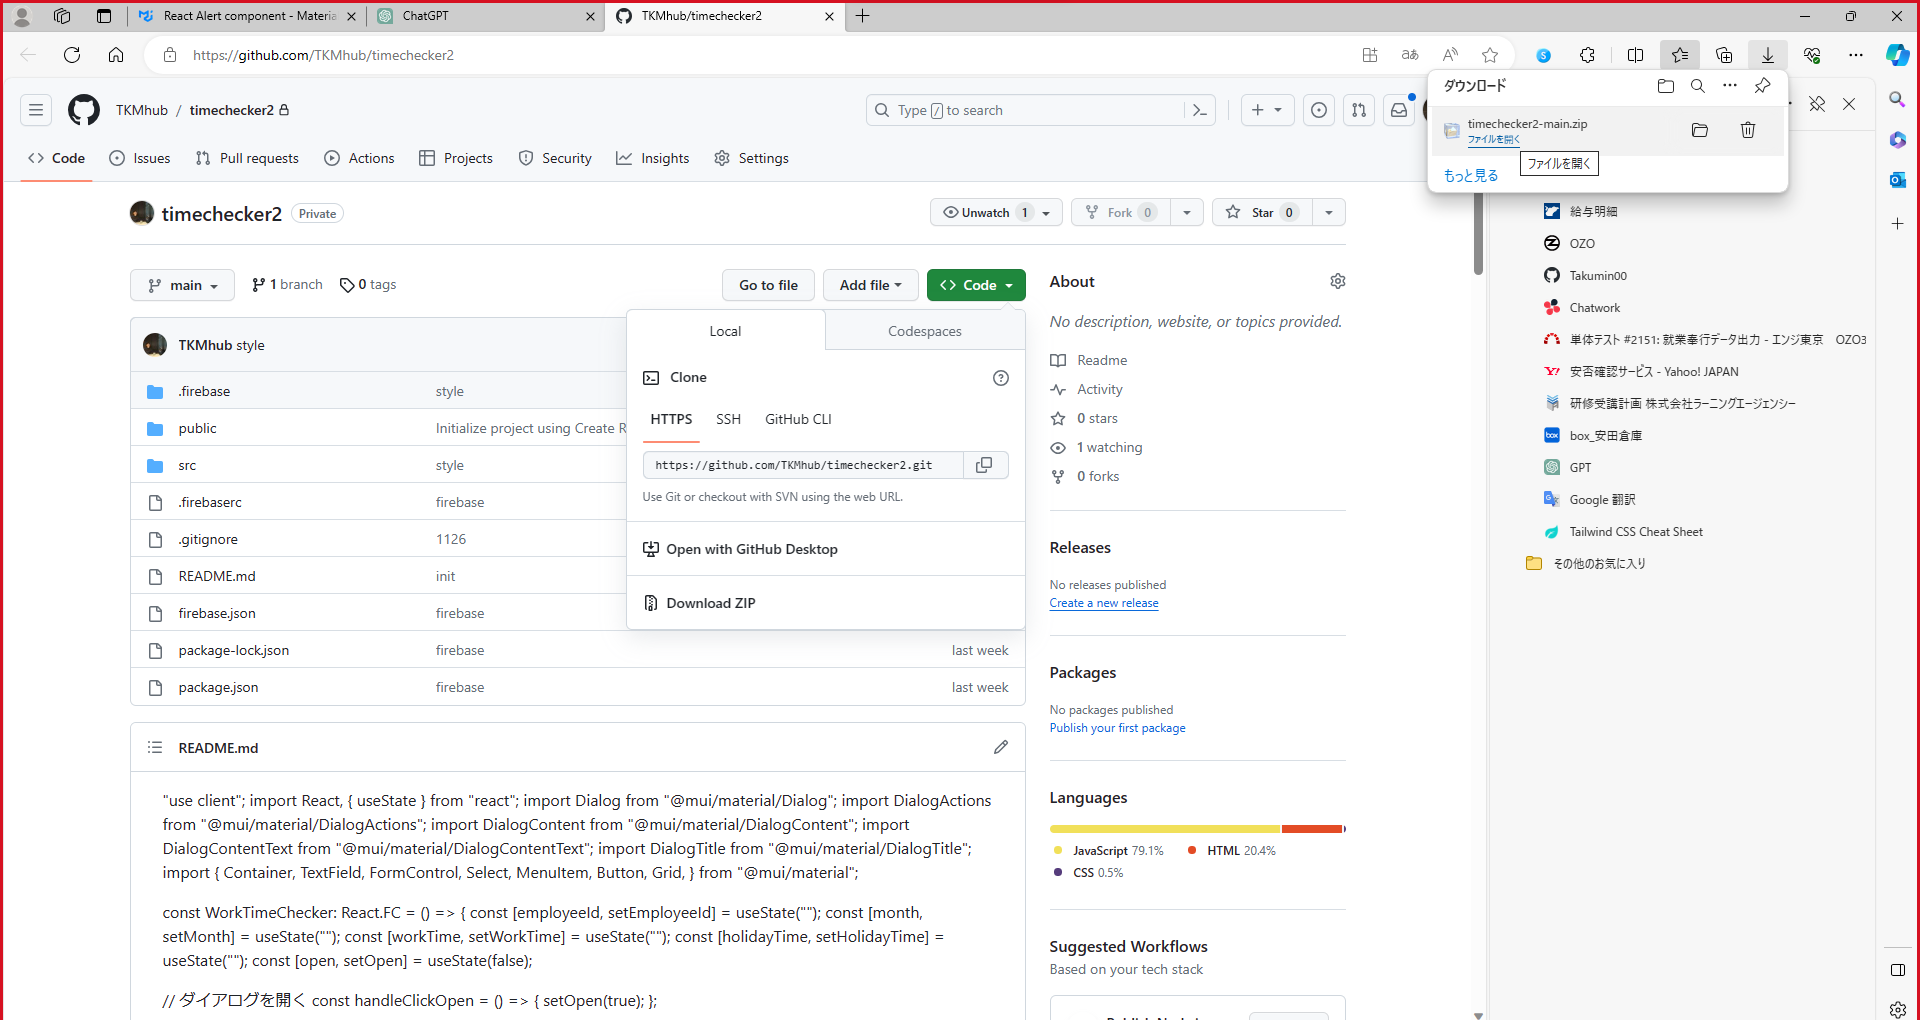 React Alert component - Materia
ChatGPT
TKMhub/timechecker2
https://github.com/TKMhub/timechecker2
ああ
ダウンロード
timechecker2-main.zip
ファイルを開く
ファイルを開く
もっと見る
TKMhub / timechecker2
Type / to search
Code
Issues
Pull requests
Actions
Projects
Security
Insights
Settings
timechecker2
Private
Unwatch 1
Fork 0
Star 0
main
1 branch
0 tags
Go to file
Add file
Code
TKMhub style
.firebase style
public Initialize project using Create R
src style
.firebaserc firebase
.gitignore 1126
README.md init
firebase.json firebase
package-lock.json firebase last week
package.json firebase last week
Local
Codespaces
Clone
HTTPS
SSH
GitHub CLI
https://github.com/TKMhub/timechecker2.git
Use Git or checkout with SVN using the web URL.
Open with GitHub Desktop
Download ZIP
README.md
"use client"; import React, { useState } from "react"; import Dialog from "@mui/material/Dialog"; import DialogActions
from "@mui/material/DialogActions"; import DialogContent from "@mui/material/DialogContent"; import
DialogContentText from "@mui/material/DialogContentText"; import DialogTitle from "@mui/material/DialogTitle";
import { Container, TextField, FormControl, Select, MenuItem, Button, Grid, } from "@mui/material";
const WorkTimeChecker: React.FC = () => { const [employeeId, setEmployeeId] = useState(""); const [month,
setMonth] = useState(""); const [workTime, setWorkTime] = useState(""); const [holidayTime, setHolidayTime] =
useState(""); const [open, setOpen] = useState(false);
// ダイアログを開く const handleClickOpen = () => { setOpen(true); };
About
No description, website, or topics provided.
Readme
Activity
0 stars
1 watching
0 forks
Releases
No releases published
Create a new release
Packages
No packages published
Publish your first package
Languages
JavaScript 79.1%
HTML 20.4%
CSS 0.5%
Suggested Workflows
Based on your tech stack
給与明細
OZO
Takumin00
Chatwork
単体テスト #2151: 就業奉行データ出力 - エンジ東京 OZO3
安否確認サービス - Yahoo! JAPAN
研修受講計画 株式会社ラーニングエージェンシー
box_安田倉庫
GPT
Google 翻訳
Tailwind CSS Cheat Sheet
その他のお気に入り